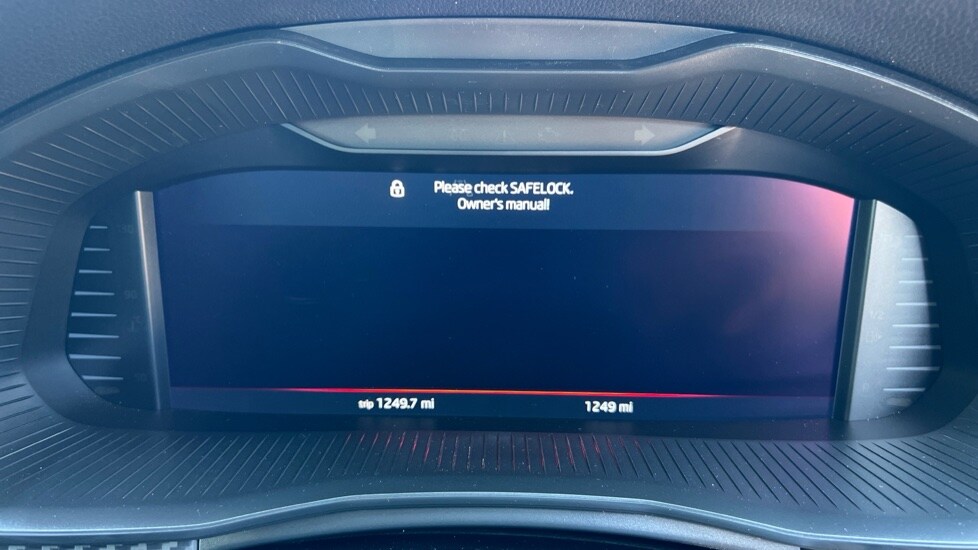 Please check SAFELOCK.
Owner's manual!
trip 1249.7 mi
1249 mi